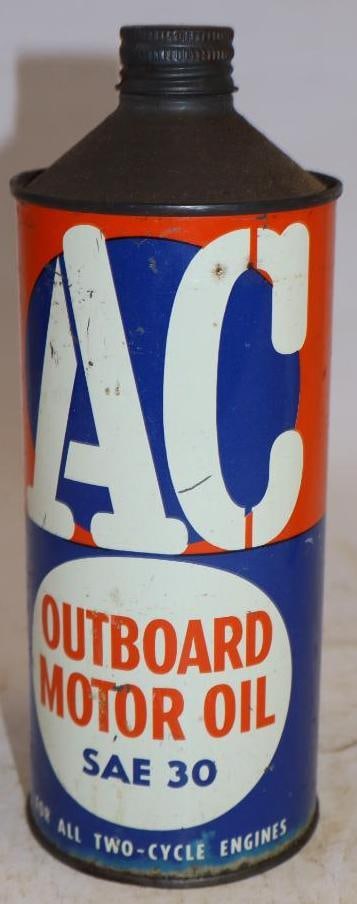 AC
OUTBOARD
MOTOR OIL
SAE 30
FOR ALL TWO-CYCLE ENGINES